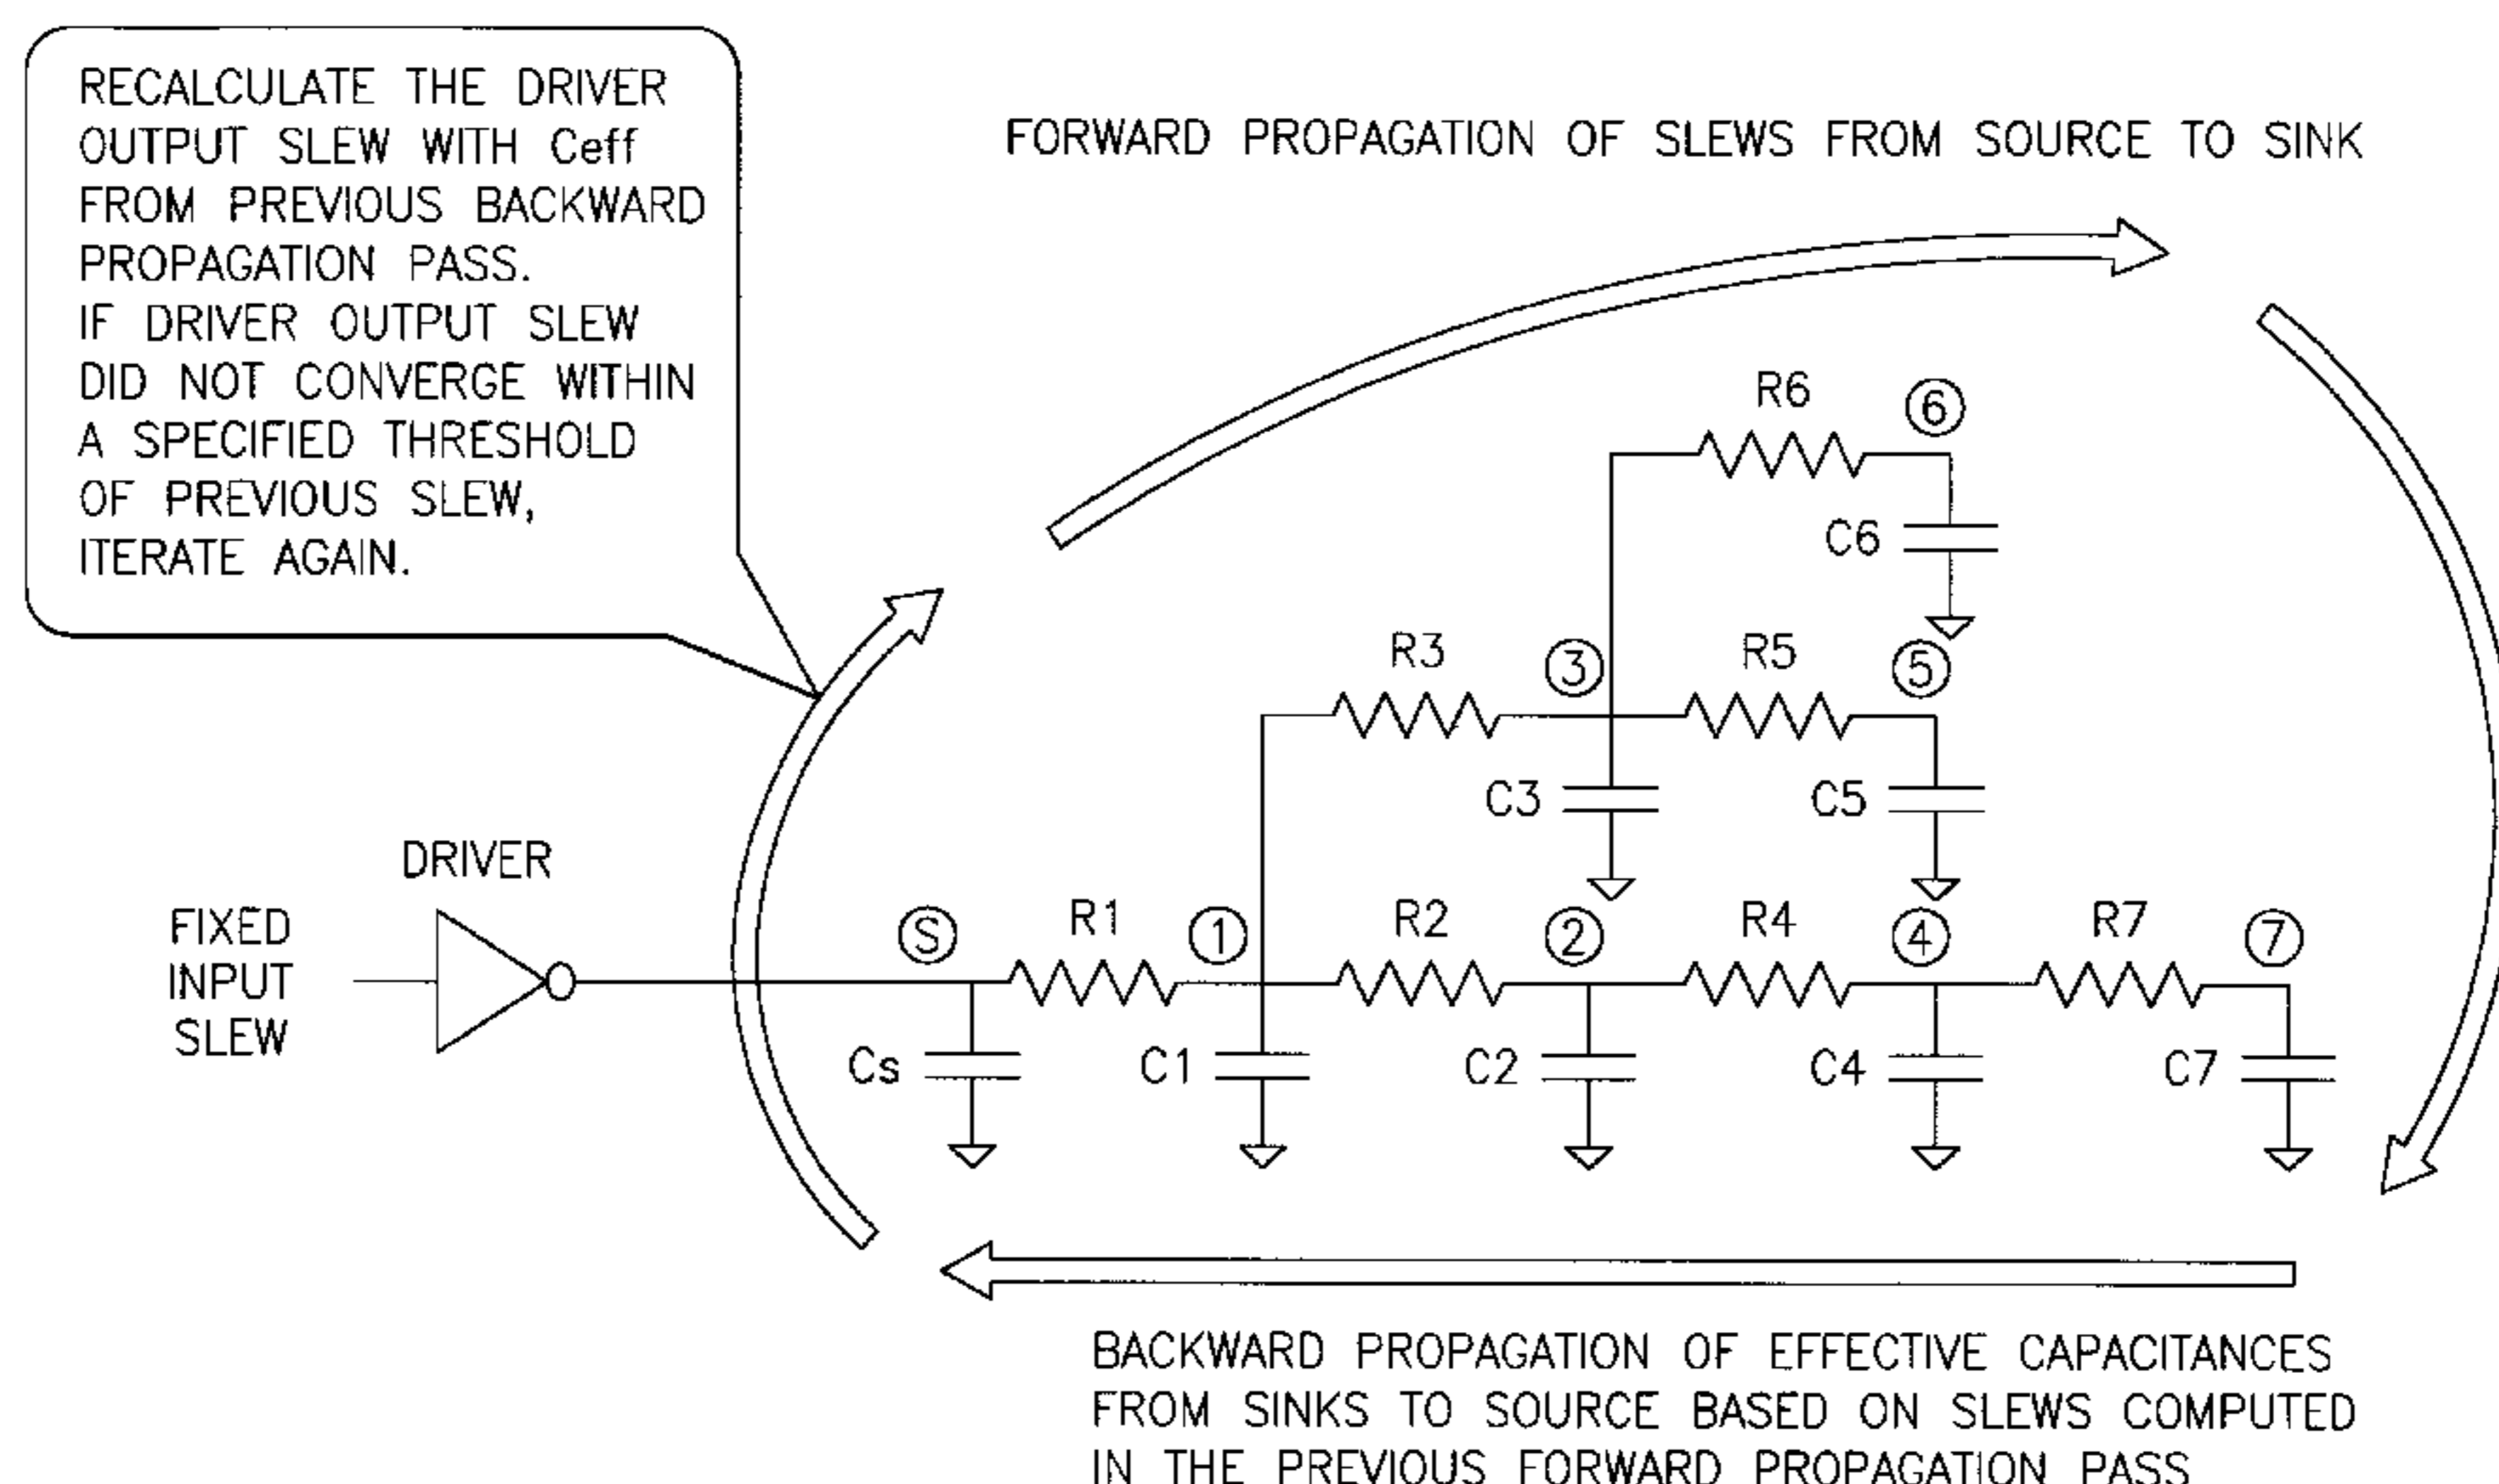 RECALCULATE THE DRIVER
OUTPUT SLEW WITH Ceff
FROM PREVIOUS BACKWARD
PROPAGATION PASS.
IF DRIVER OUTPUT SLEW
DID NOT CONVERGE WITHIN
A SPECIFIED THRESHOLD
OF PREVIOUS SLEW,
ITERATE AGAIN.
FORWARD PROPAGATION OF SLEWS FROM SOURCE TO SINK
R6
6
C6
R3
3
R5
5
C3
C5
DRIVER
FIXED
INPUT
SLEW
S
R1
1
R2
2
R4
4
R7
7
Cs
C1
C2
C4
C7
BACKWARD PROPAGATION OF EFFECTIVE CAPACITANCES
FROM SINKS TO SOURCE BASED ON SLEWS COMPUTED
IN THE PREVIOUS FORWARD PROPAGATION PASS